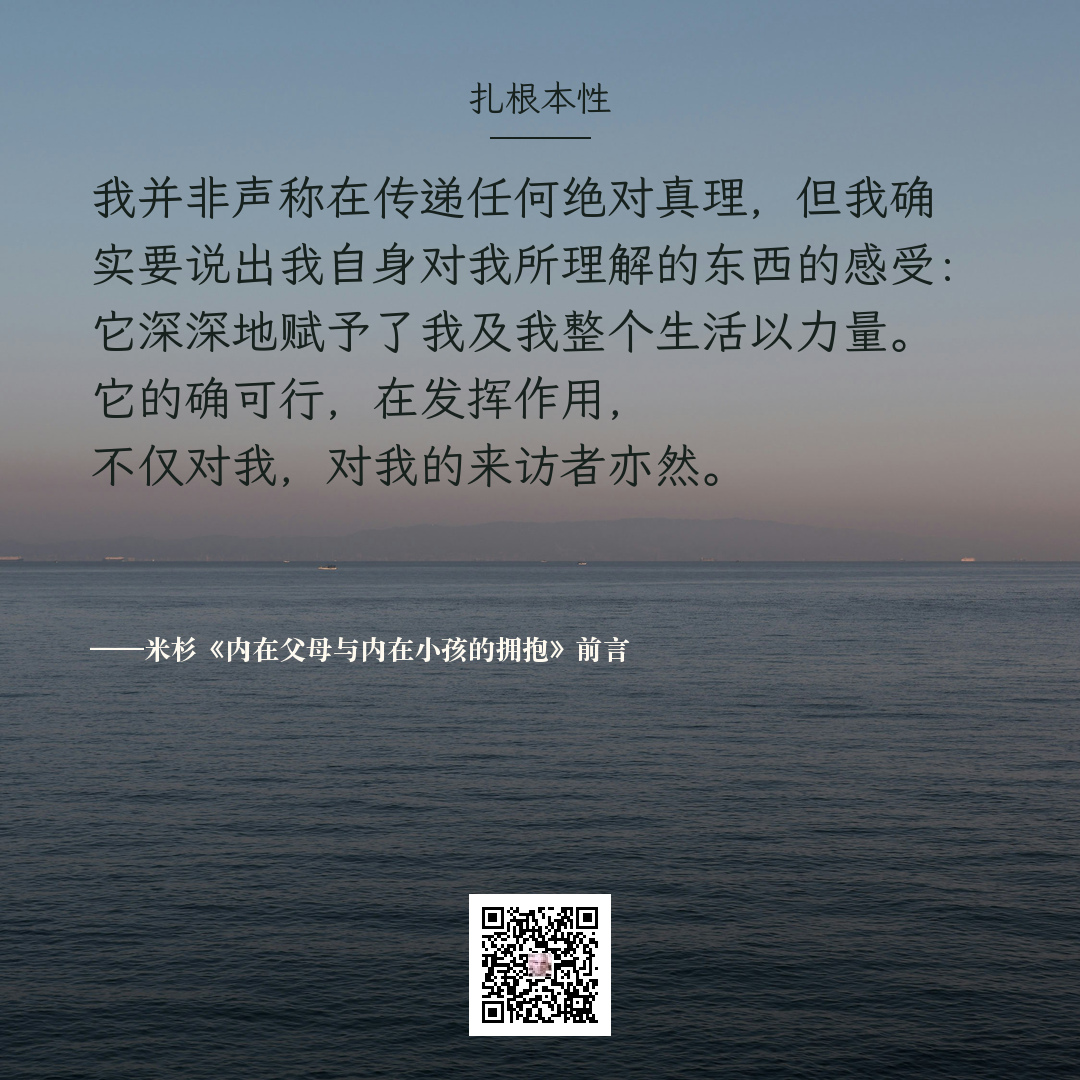 扎根本性
我并非声称在传递任何绝对真理，但我确
实要说出我自身对我所理解的东西的感受：
它深深地赋予了我及我整个生活以力量。
它的确可行，在发挥作用，
不仅对我，对我的来访者亦然。
——米杉《内在父母与内在小孩的拥抱》前言